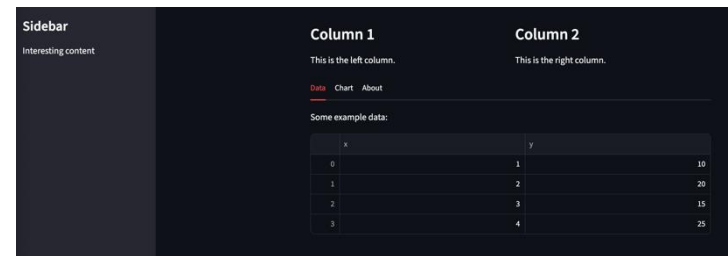 Sidebar
Interesting content
Column 1
This is the left column.
Column 2
This is the right column.
Data Chart About
Some example data:
x y
0 1 10
1 2 20
2 3 15
3 4 25